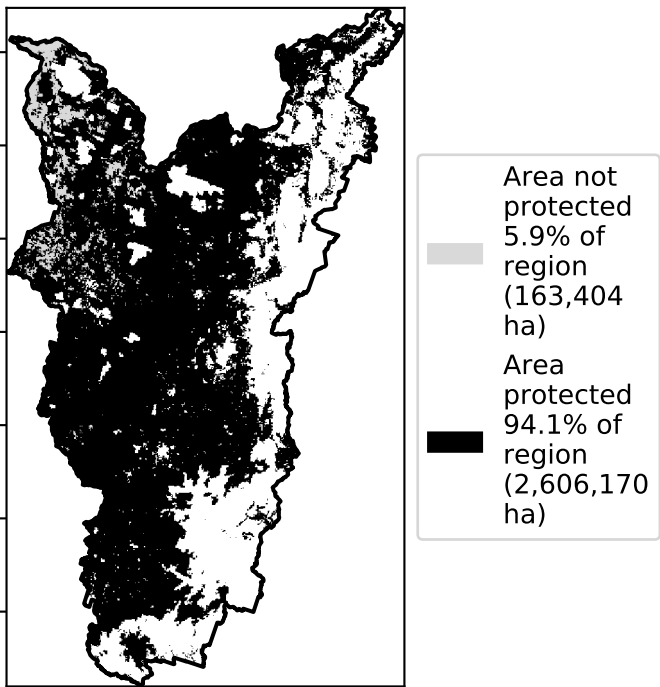 Area not
protected
5.9% of
region
(163,404
ha)
Area
protected
94.1% of
region
(2,606,170
ha)